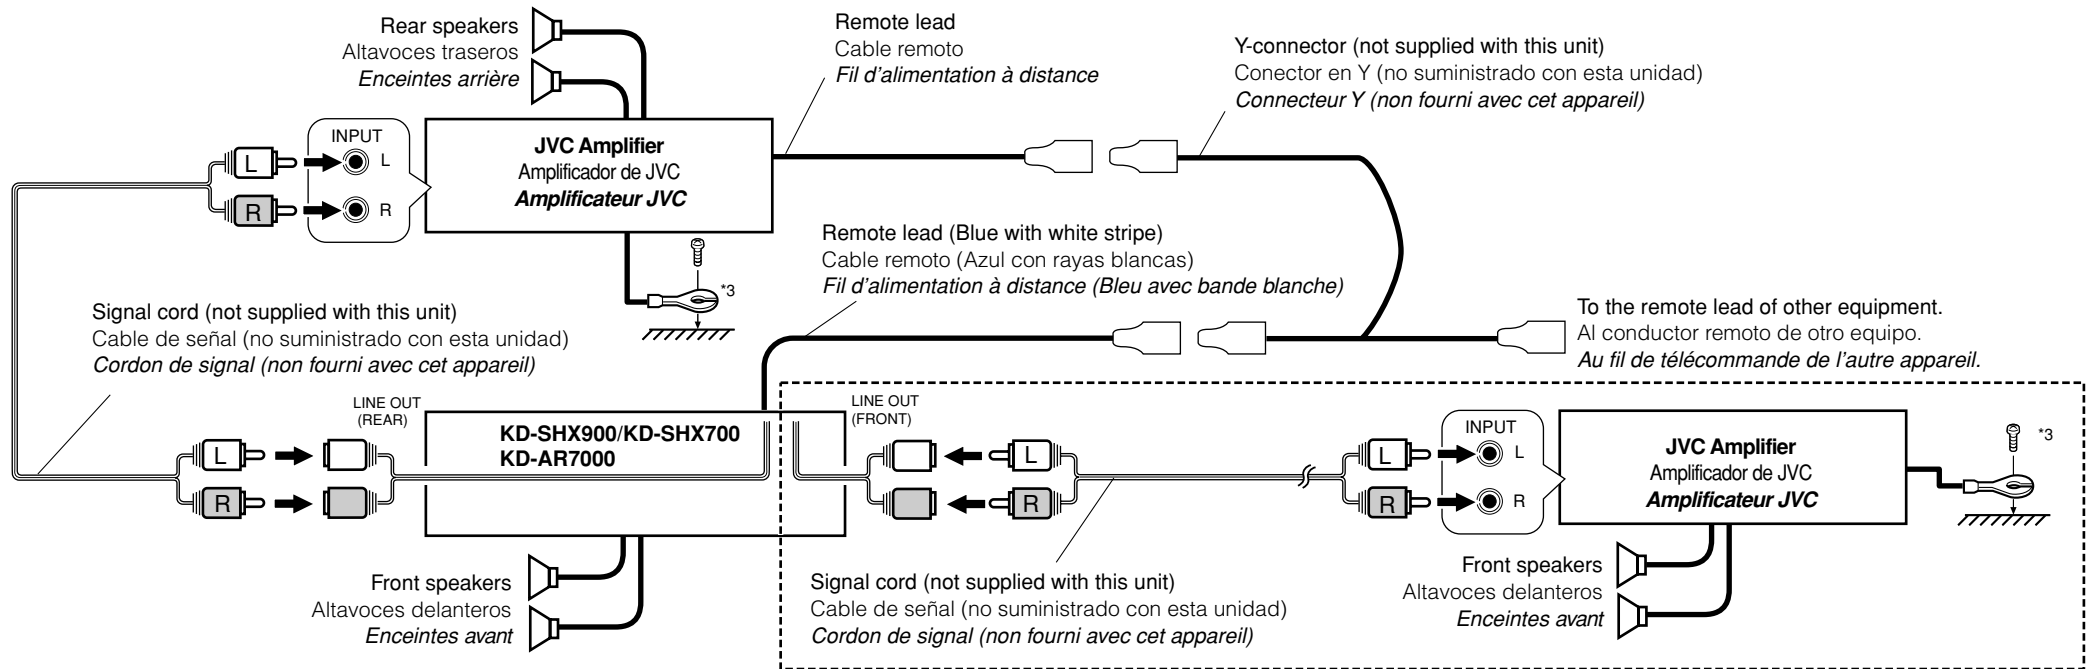 Rear speakers
Altavoces traseros
Enceintes arrière
Remote lead
Cable remoto
Fil d'alimentation à distance
Y-connector (not supplied with this unit)
Conector en Y (no suministrado con esta unidad)
Connecteur Y (non fourni avec cet appareil)
INPUT
L
L
R
R
JVC Amplifier
Amplificador de JVC
Amplificateur JVC
*3
Remote lead (Blue with white stripe)
Cable remoto (Azul con rayas blancas)
Fil d'alimentation à distance (Bleu avec bande blanche)
To the remote lead of other equipment.
Al conductor remoto de otro equipo.
Au fil de télécommande de l'autre appareil.
Signal cord (not supplied with this unit)
Cable de señal (no suministrado con esta unidad)
Cordon de signal (non fourni avec cet appareil)
LINE OUT
(REAR)
L
R
KD-SHX900/KD-SHX700
KD-AR7000
LINE OUT
(FRONT)
L
R
L
R
INPUT
L
R
JVC Amplifier
Amplificador de JVC
Amplificateur JVC
*3
Front speakers
Altavoces delanteros
Enceintes avant
Signal cord (not supplied with this unit)
Cable de señal (no suministrado con esta unidad)
Cordon de signal (non fourni avec cet appareil)
Front speakers
Altavoces delanteros
Enceintes avant